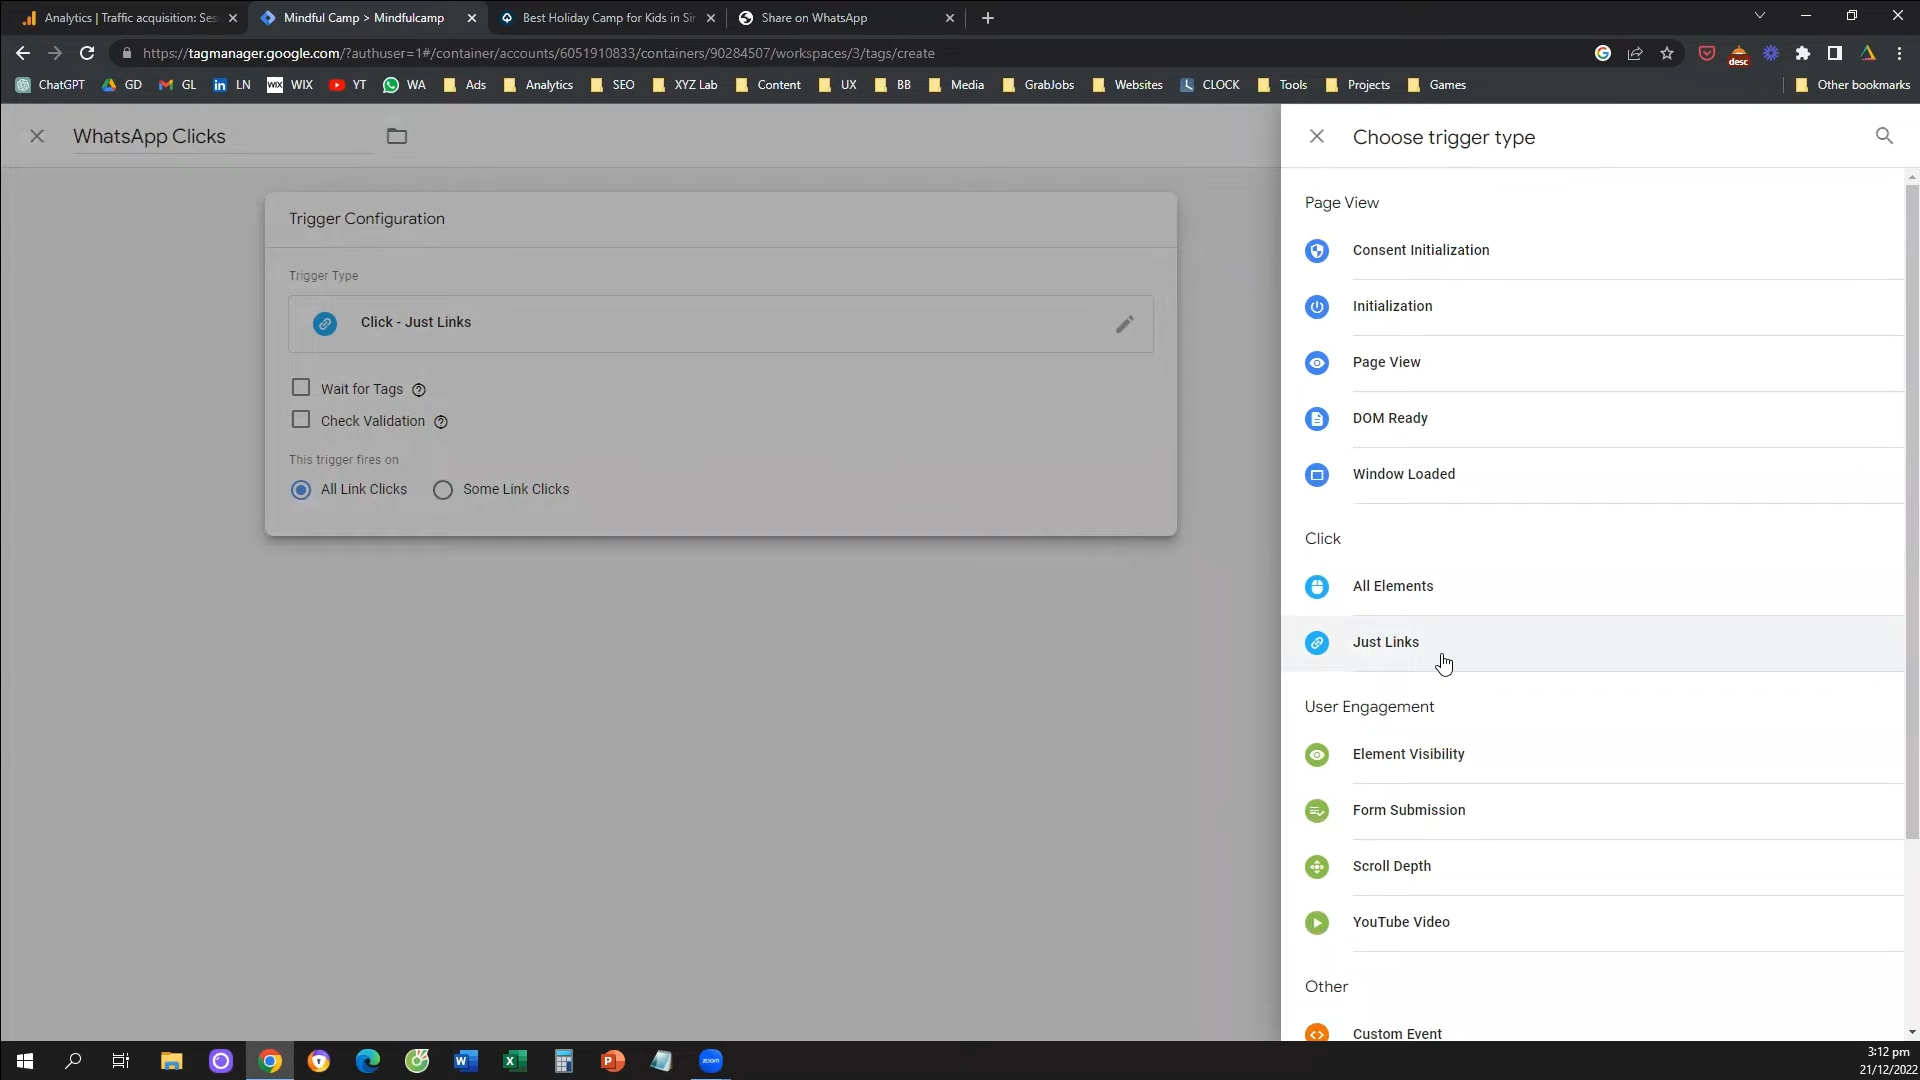 Analytics | Traffic acquisition: Ses
Mindful Camp > Mindfulcamp
Best Holiday Camp for Kids in Sin
Share on WhatsApp
https://tagmanager.google.com/?authuser=1#/container/accounts/6051910833/containers/90284507/workspaces/3/tags/create
desc
ChatGPT
GD
GL
LN
WIX
WIX
YT
WA
Ads
Analytics
SEO
XYZ Lab
Content
UX
BB
Media
GrabJobs
Websites
CLOCK
Tools
Projects
Games
Other bookmarks
WhatsApp Clicks
Trigger Configuration
Trigger Type
Click - Just Links
Wait for Tags
Check Validation
This trigger fires on
All Link Clicks
Some Link Clicks
Choose trigger type
Page View
Consent Initialization
Initialization
Page View
DOM Ready
Window Loaded
Click
All Elements
Just Links
User Engagement
Element Visibility
Form Submission
Scroll Depth
YouTube Video
Other
Custom Event
zoom
3:12 pm
21/12/2022